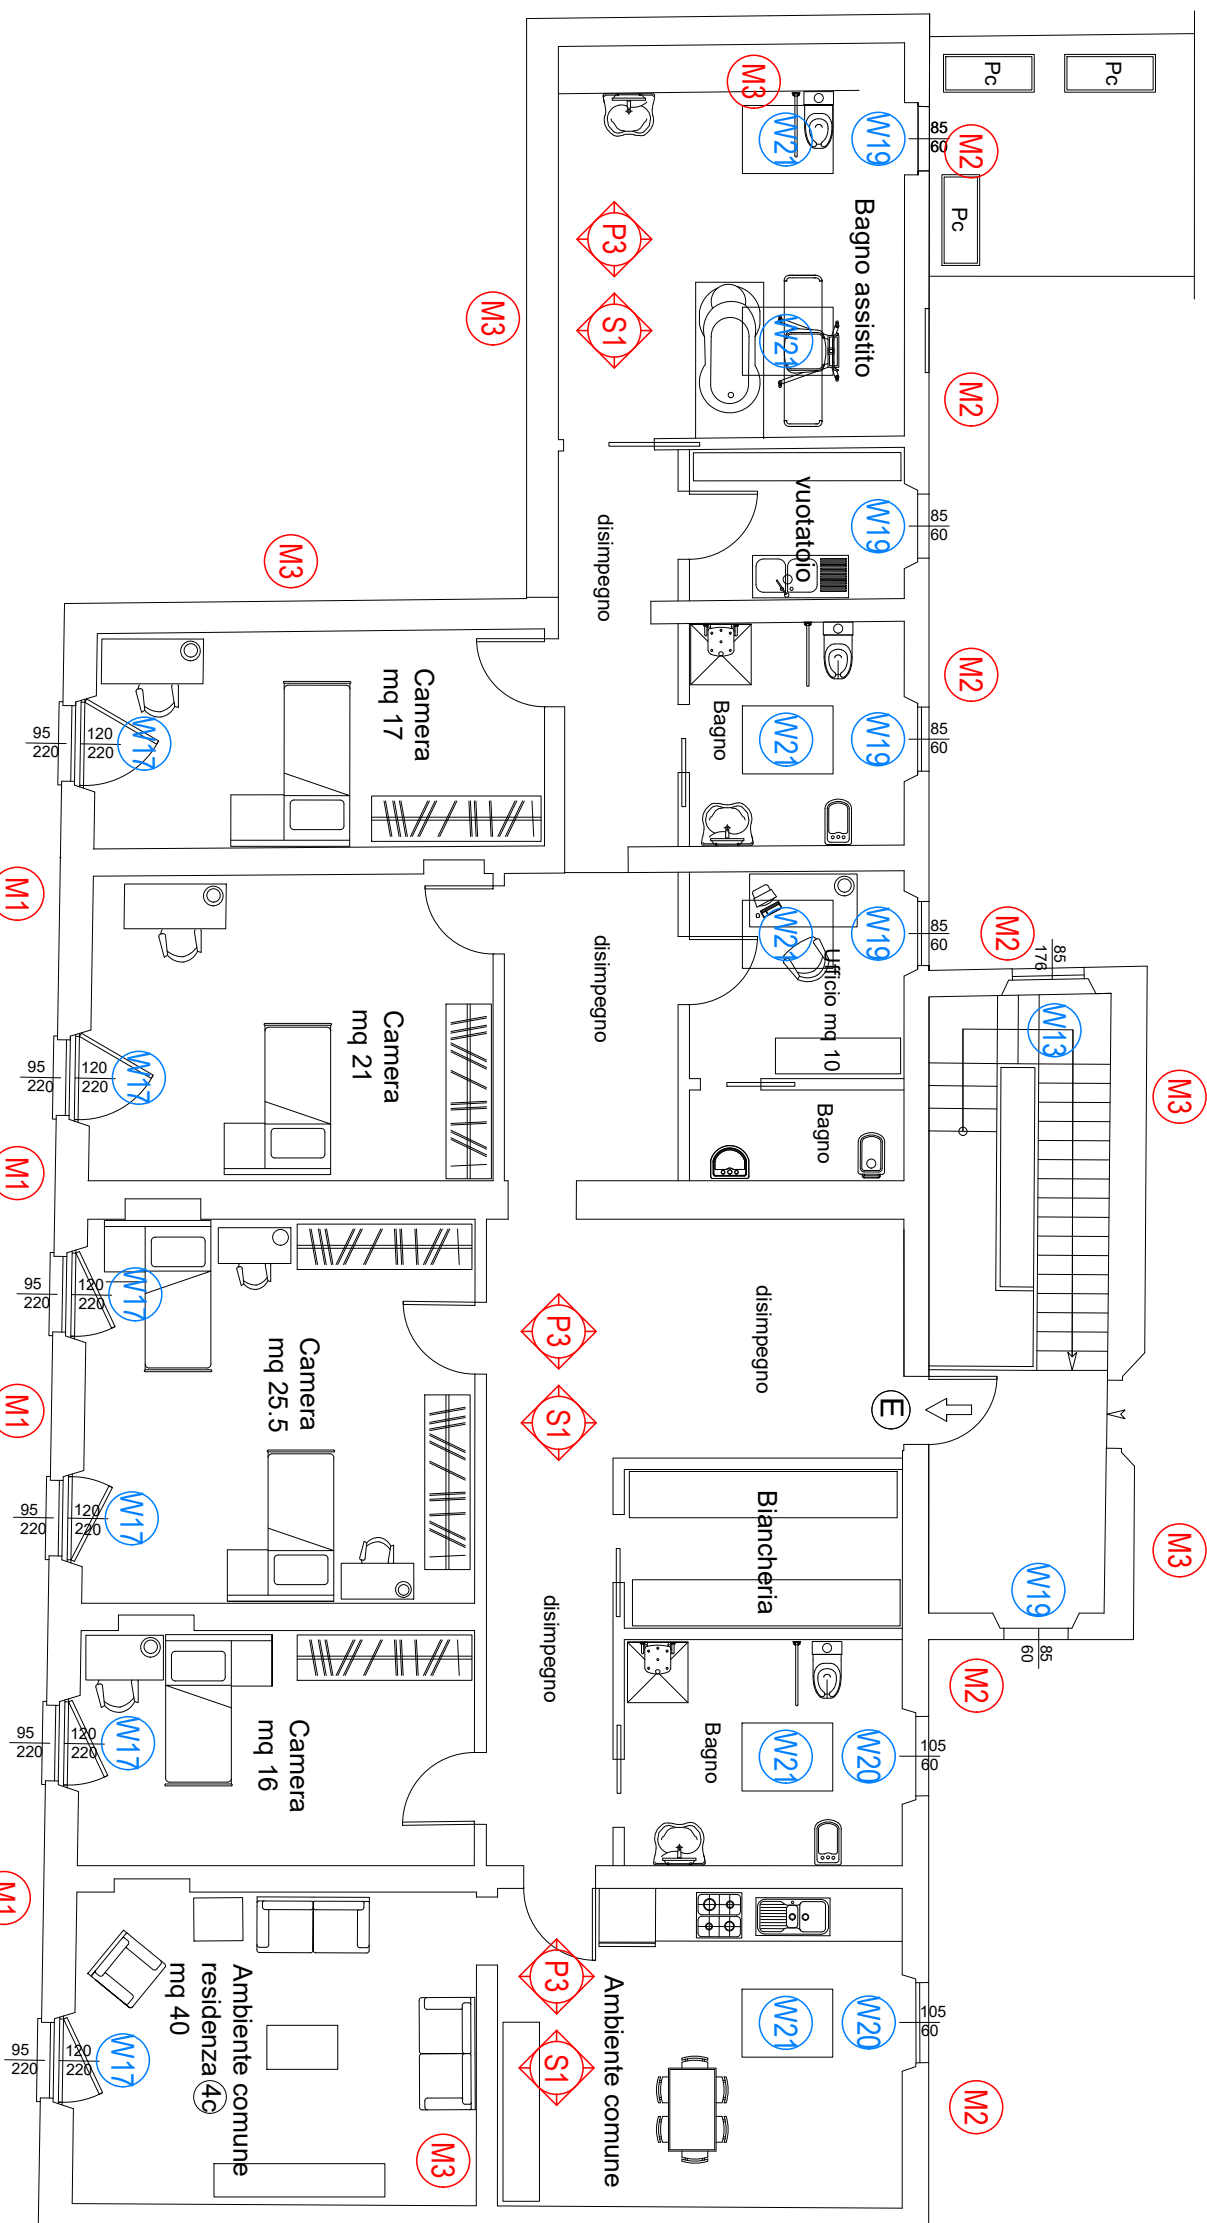 Pc
Pc
Pc
M3
W21
W19
85
60
M2
Bagno assistito
P3
S1
W21
M3
M2
vuotatoio
W19
85
60
disimpegno
M3
M2
Camera
mq 17
Bagno
W21
W19
85
60
95
220
120
220
W17
M1
W21
W19
85
60
M2
Ufficio mq 10
disimpegno
85
176
W13
M3
Camera
mq 21
95
220
120
220
W17
Bagno
M1
95
220
120
220
W17
Camera
mq 25.5
P3
S1
disimpegno
E
M1
95
220
120
220
W17
Biancheria
M3
W19
85
60
M2
disimpegno
Camera
mq 16
95
220
120
220
W17
Bagno
W21
W20
105
60
M1
P3
S1
Ambiente comune
W21
W20
105
60
M2
Ambiente comune
residenza 4c
mq 40
95
220
120
220
W17
M3